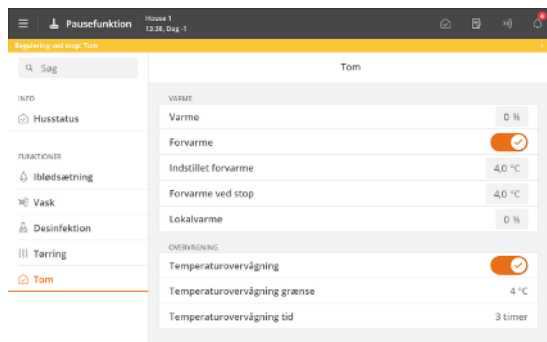 Pausefunktion
House 1
13:38, Dag -1
Regulering ved stop: Tom
Søg
Tom
INFO
Husstatus
FUNKTIONER
Iblødsætning
Vask
Desinfektion
Tørring
Tom
VARME
Varme 0 %
Forvarme
Indstillet forvarme 4,0 °C
Forvarme ved stop 4,0 °C
Lokalvarme 0 %
OVERVÅGNING
Temperaturovervågning
Temperaturovervågning grænse 4 °C
Temperaturovervågning tid 3 timer